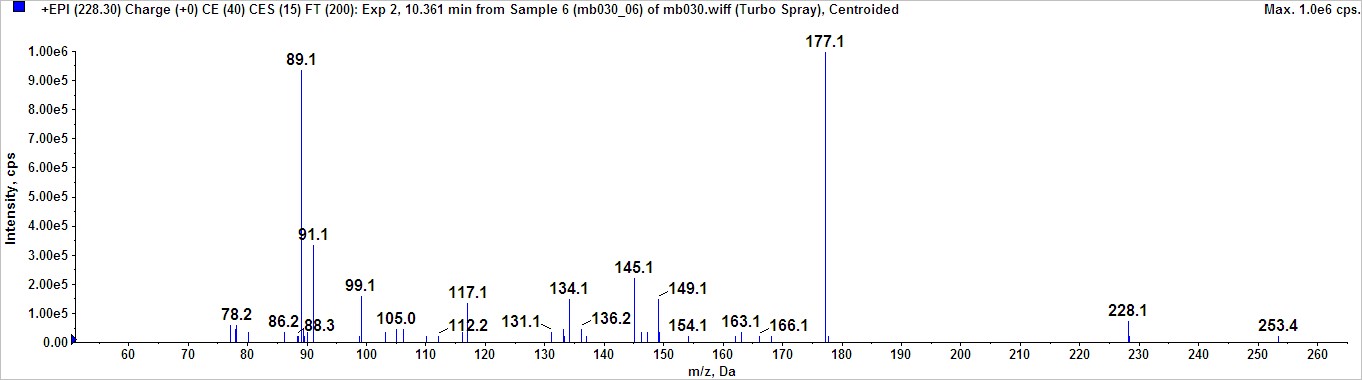 +EPI (228.30) Charge (+0) CE (40) CES (15) FT (200): Exp 2, 10.361 min from Sample 6 (mb030_06) of mb030.wiff (Turbo Spray), Centroided
Max. 1.0e6 cps.
Intensity, cps
1.00e6
9.00e5
8.00e5
7.00e5
6.00e5
5.00e5
4.00e5
3.00e5
2.00e5
1.00e5
0.00
78.2
86.2
88.3
89.1
91.1
99.1
105.0
112.2
117.1
131.1
134.1
136.2
145.1
149.1
154.1
163.1
166.1
177.1
228.1
253.4
60 70 80 90 100 110 120 130 140 150 160 170 180 190 200 210 220 230 240 250 260
m/z, Da